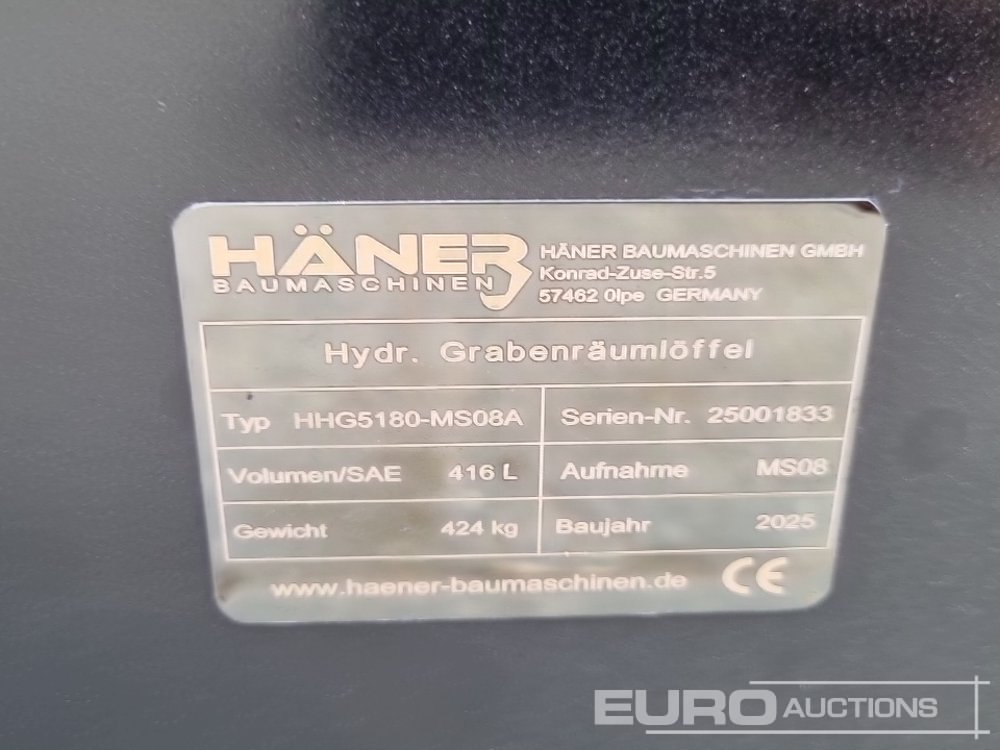 HÄNER
BAUMASCHINEN
HÄNER BAUMASCHINEN GMBH
Konrad-Zuse-Str.5
57462 Olpe GERMANY
Hydr. Grabenräumlöffel
Typ HHG5180-MS08A
Serien-Nr. 25001833
Volumen/SAE 416 L
Aufnahme MS08
Gewicht 424 kg
Baujahr 2025
www.haener-baumaschinen.de CE
EURO AUCTIONS